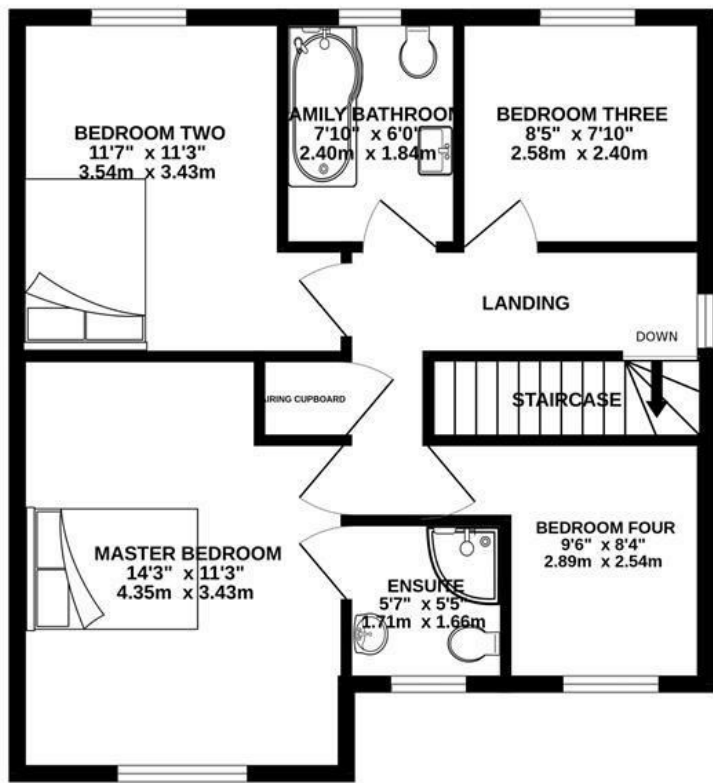 BEDROOM TWO
11'7" x 11'3"
3.54m x 3.43m
AMILY BATHROOM
7'10" x 6'0"
2.40m x 1.84m
BEDROOM THREE
8'5" x 7'10"
2.58m x 2.40m
LANDING
DOWN
AIRING CUPBOARD
STAIRCASE
MASTER BEDROOM
14'3" x 11'3"
4.35m x 3.43m
ENSUITE
5'7" x 5'5"
1.71m x 1.66m
BEDROOM FOUR
9'6" x 8'4"
2.89m x 2.54m